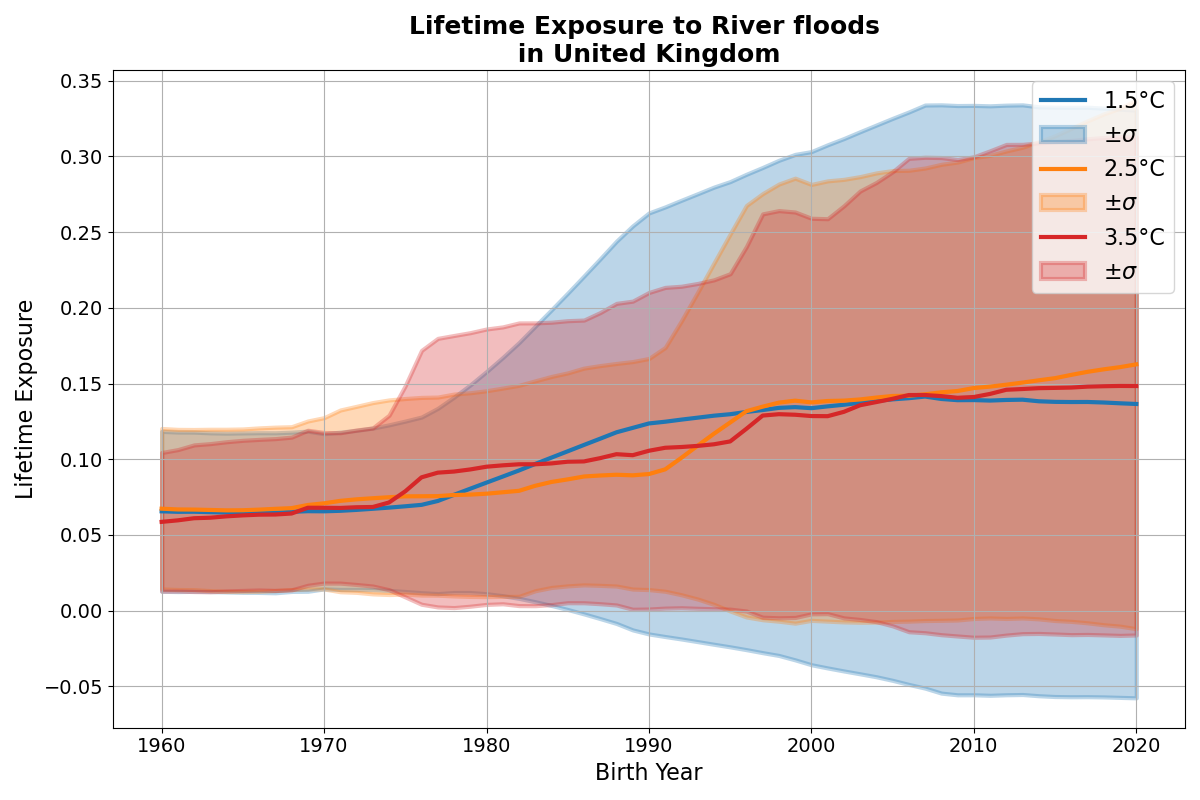 Lifetime Exposure to River floods
in United Kingdom
Lifetime Exposure
0.35
0.30
0.25
0.20
0.15
0.10
0.05
0.00
−0.05
1.5°C
±σ
2.5°C
±σ
3.5°C
±σ
1960 1970 1980 1990 2000 2010 2020
Birth Year